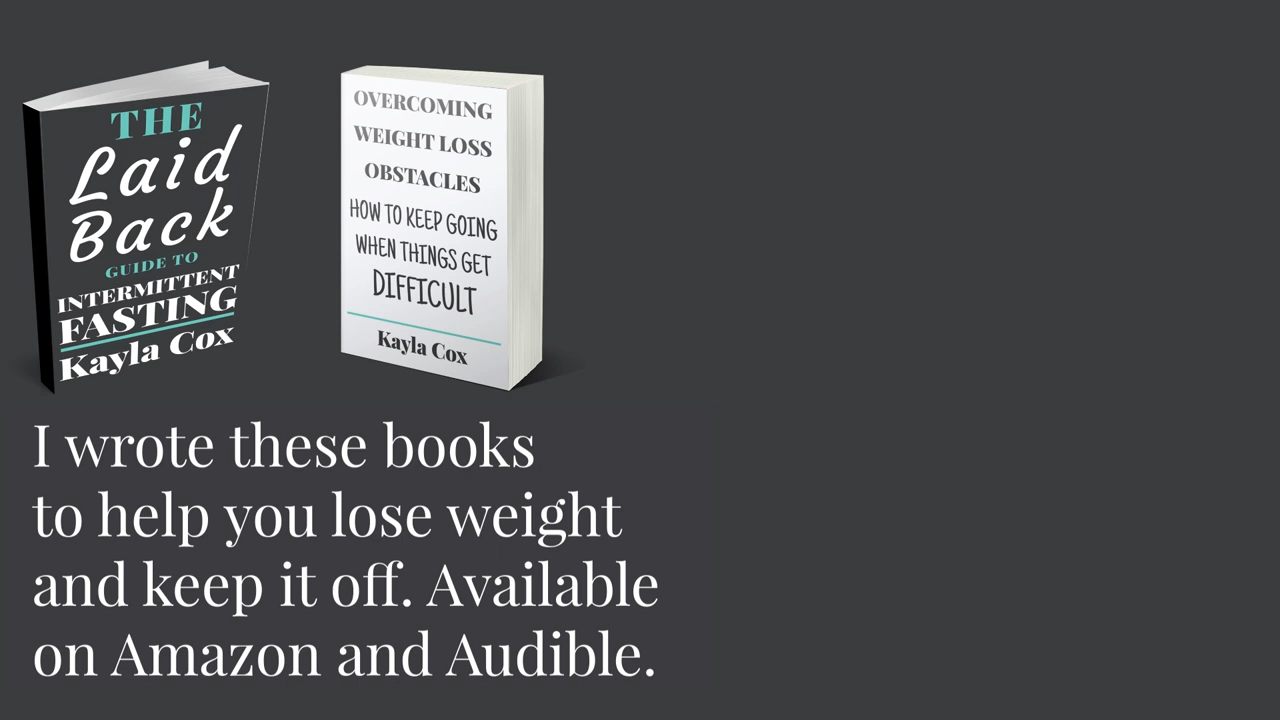 THE
Laid
Back
GUIDE TO
INTERMITTENT
FASTING
Kayla Cox
OVERCOMING
WEIGHT LOSS
OBSTACLES
HOW TO KEEP GOING
WHEN THINGS GET
DIFFICULT
Kayla Cox
I wrote these books
to help you lose weight
and keep it off. Available
on Amazon and Audible.